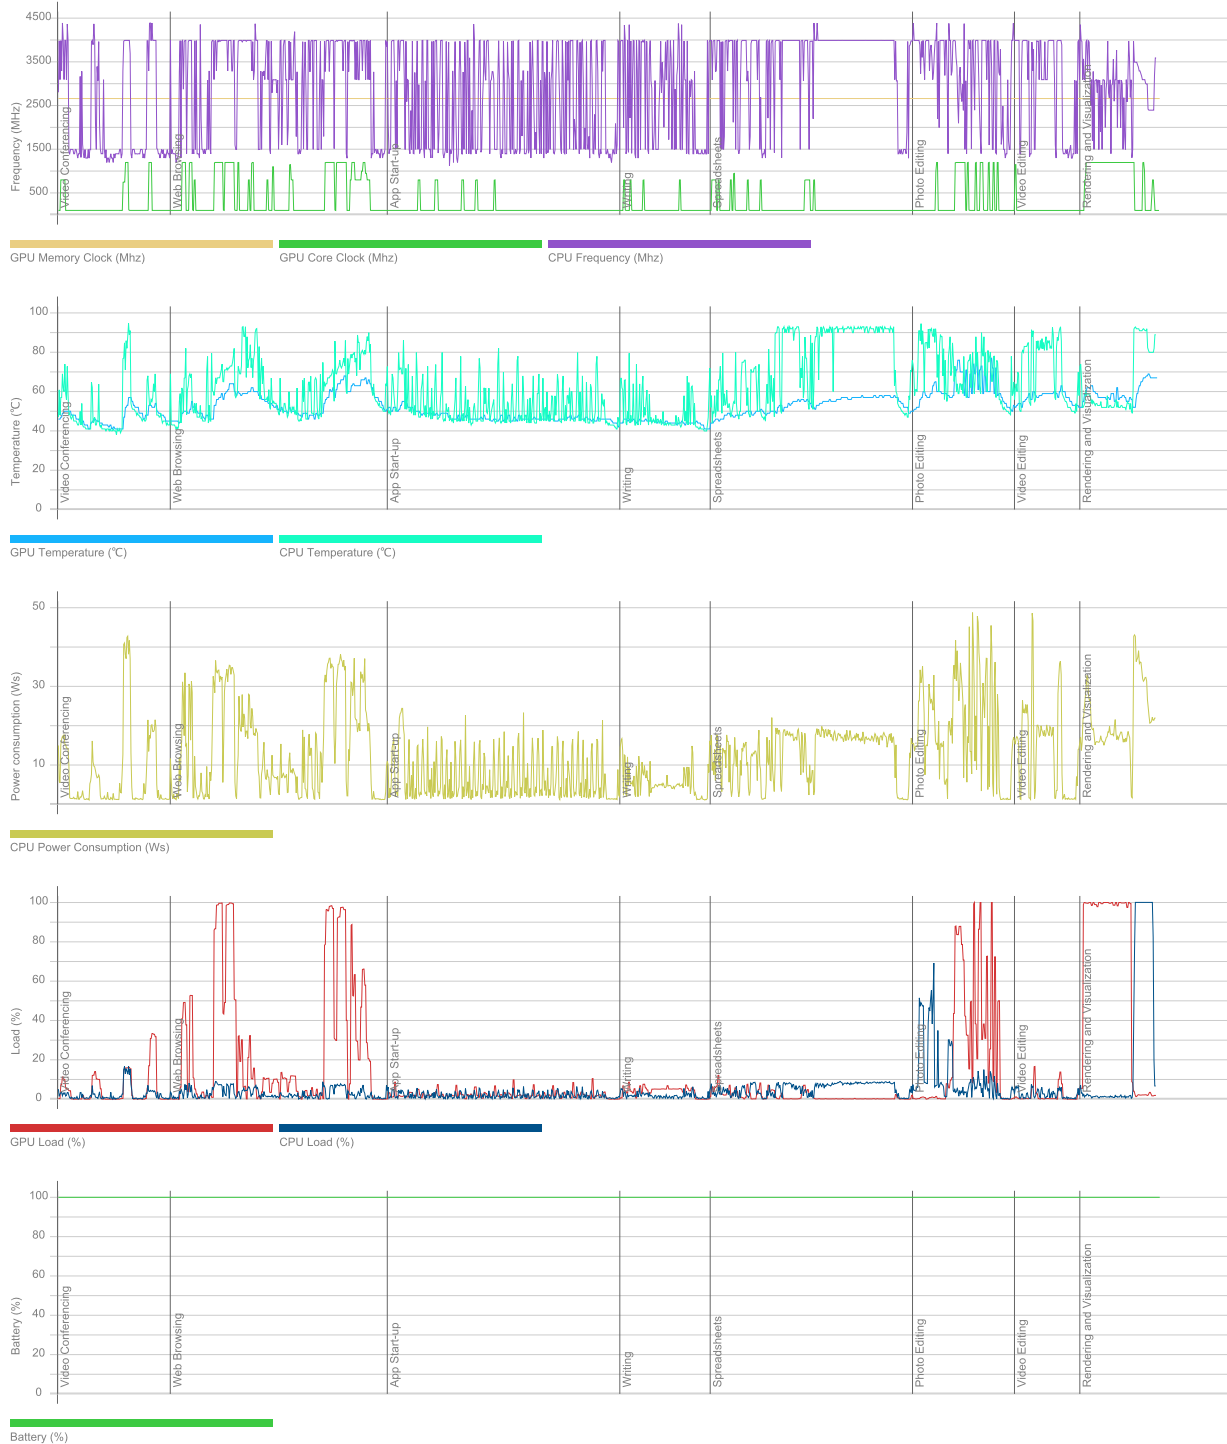 4500
3500
2500
1500
500
Frequency (MHz)
Video Conferencing
Web Browsing
App Start-up
Writing
Spreadsheets
Photo Editing
Video Editing
Rendering and Visualization
GPU Memory Clock (Mhz)
GPU Core Clock (Mhz)
CPU Frequency (Mhz)
100
80
60
40
20
0
Temperature (℃)
Video Conferencing
Web Browsing
App Start-up
Writing
Spreadsheets
Photo Editing
Video Editing
Rendering and Visualization
GPU Temperature (℃)
CPU Temperature (℃)
50
30
10
Power consumption (Ws)
Video Conferencing
Web Browsing
App Start-up
Writing
Spreadsheets
Photo Editing
Video Editing
Rendering and Visualization
CPU Power Consumption (Ws)
100
80
60
40
20
0
Load (%)
Video Conferencing
Web Browsing
App Start-up
Writing
Spreadsheets
Photo Editing
Video Editing
Rendering and Visualization
GPU Load (%)
CPU Load (%)
100
80
60
40
20
0
Battery (%)
Video Conferencing
Web Browsing
App Start-up
Writing
Spreadsheets
Photo Editing
Video Editing
Rendering and Visualization
Battery (%)